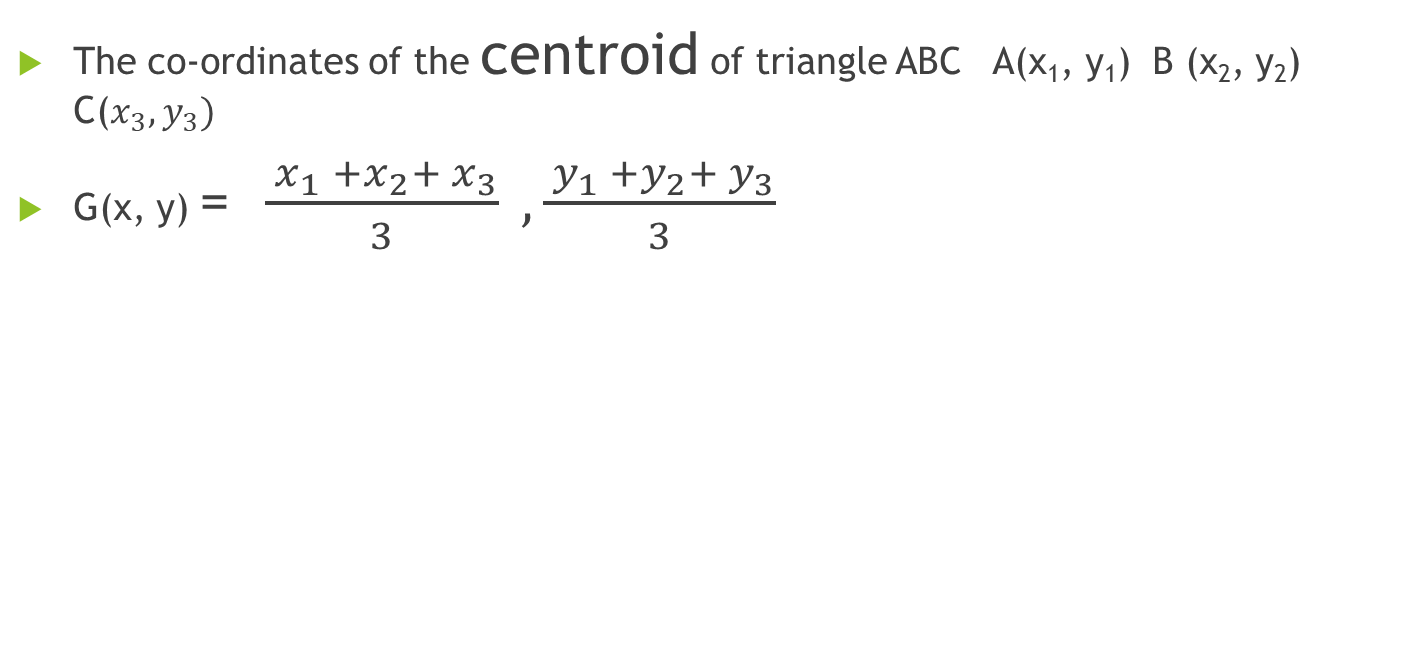 The co-ordinates of the centroid of triangle ABC A(x₁, y₁) B (x₂, y₂)
C(x₃, y₃)
G(x, y) = x₁ +x₂+ x₃ / 3 , y₁ +y₂+ y₃ / 3